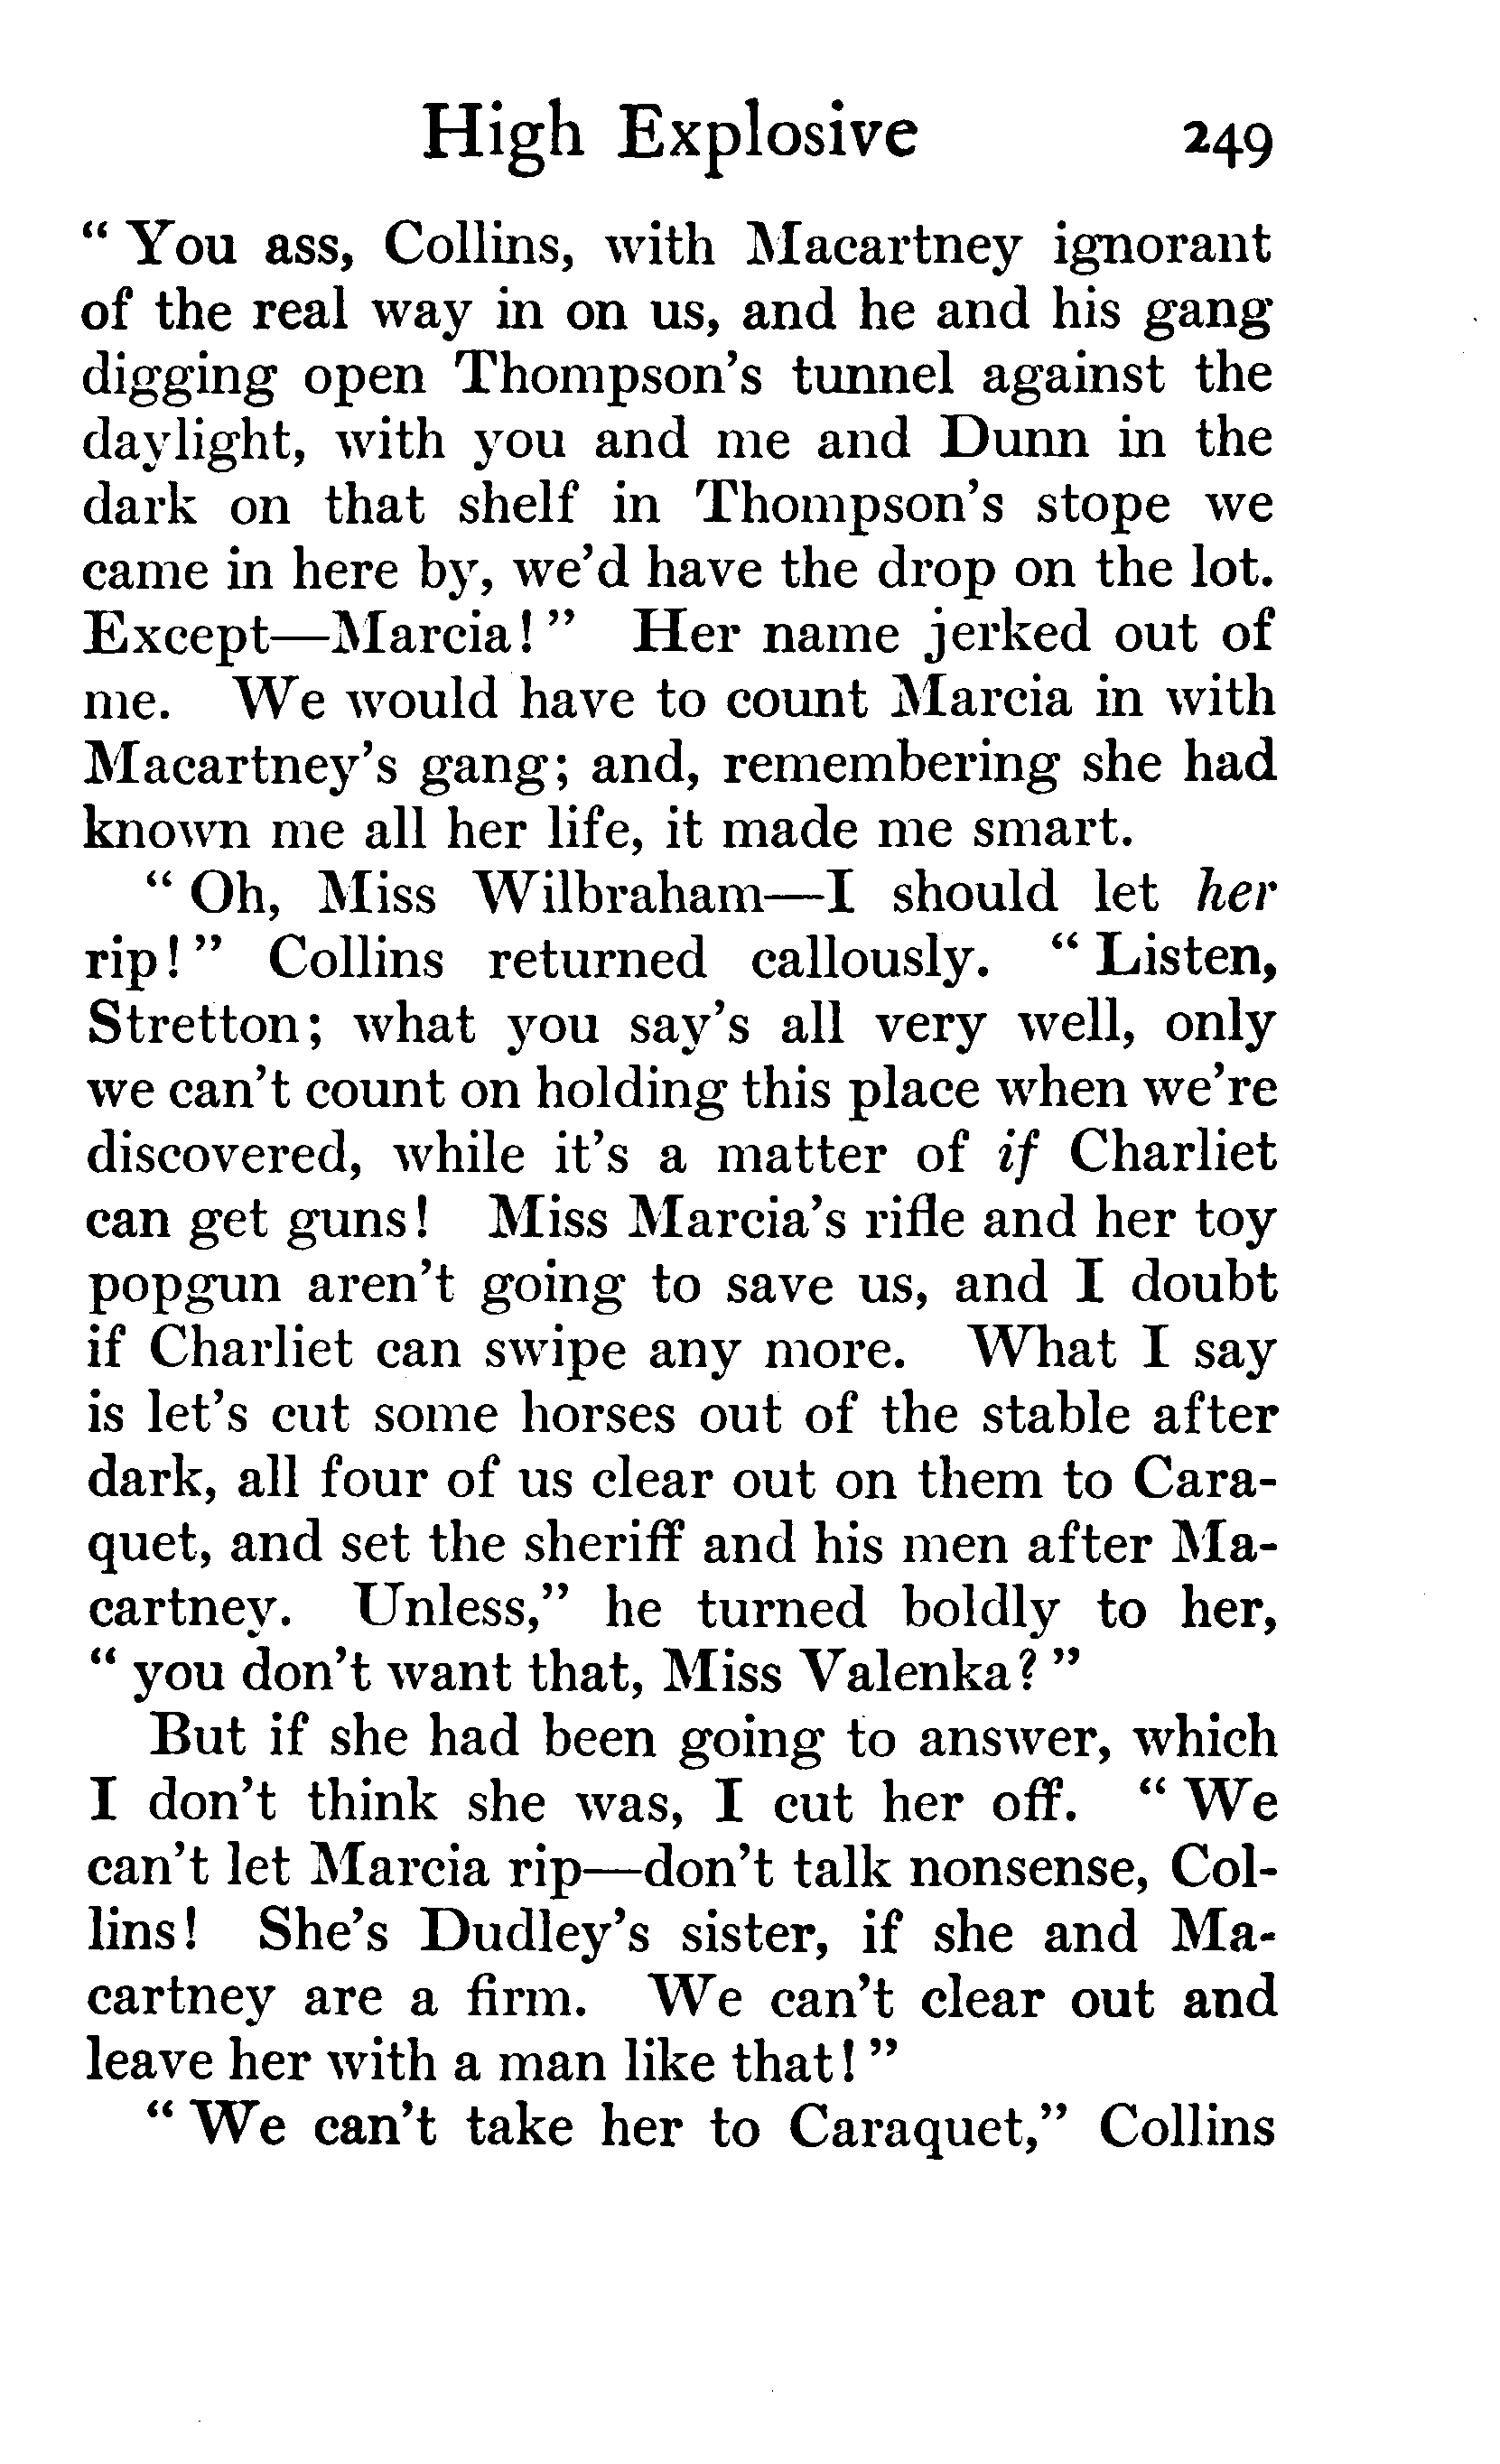 High Explosive 249
“ You ass, Collins, with Macartney ignorant
of the real way in on us, and he and his gang
digging open Thompson’s tunnel against the
daylight, with you and me and Dunn in the
dark on that shelf in Thompson’s stope we
came in here by, we’d have the drop on the lot.
Except—Marcia! ” Her name jerked out of
me. We would have to count Marcia in with
Macartney’s gang; and, remembering she had
known me all her life, it made me smart.
“ Oh, Miss Wilbraham—I should let her
rip! ” Collins returned callously. “ Listen,
Stretton; what you say’s all very well, only
we can’t count on holding this place when we’re
discovered, while it’s a matter of if Charliet
can get guns! Miss Marcia’s rifle and her toy
popgun aren’t going to save us, and I doubt
if Charliet can swipe any more. What I say
is let’s cut some horses out of the stable after
dark, all four of us clear out on them to Cara-
quet, and set the sheriff and his men after Ma-
cartney. Unless,” he turned boldly to her,
“ you don’t want that, Miss Valenka? ”
But if she had been going to answer, which
I don’t think she was, I cut her off. “ We
can’t let Marcia rip—don’t talk nonsense, Col-
lins! She’s Dudley’s sister, if she and Ma-
cartney are a firm. We can’t clear out and
leave her with a man like that! ”
“ We can’t take her to Caraquet,” Collins